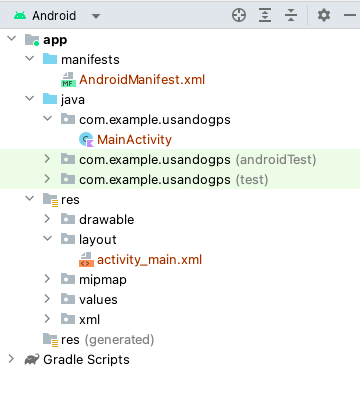 Android
app
manifests
MF AndroidManifest.xml
java
com.example.usandogps
MainActivity
com.example.usandogps (androidTest)
com.example.usandogps (test)
res
drawable
layout
activity_main.xml
mipmap
values
xml
res (generated)
Gradle Scripts